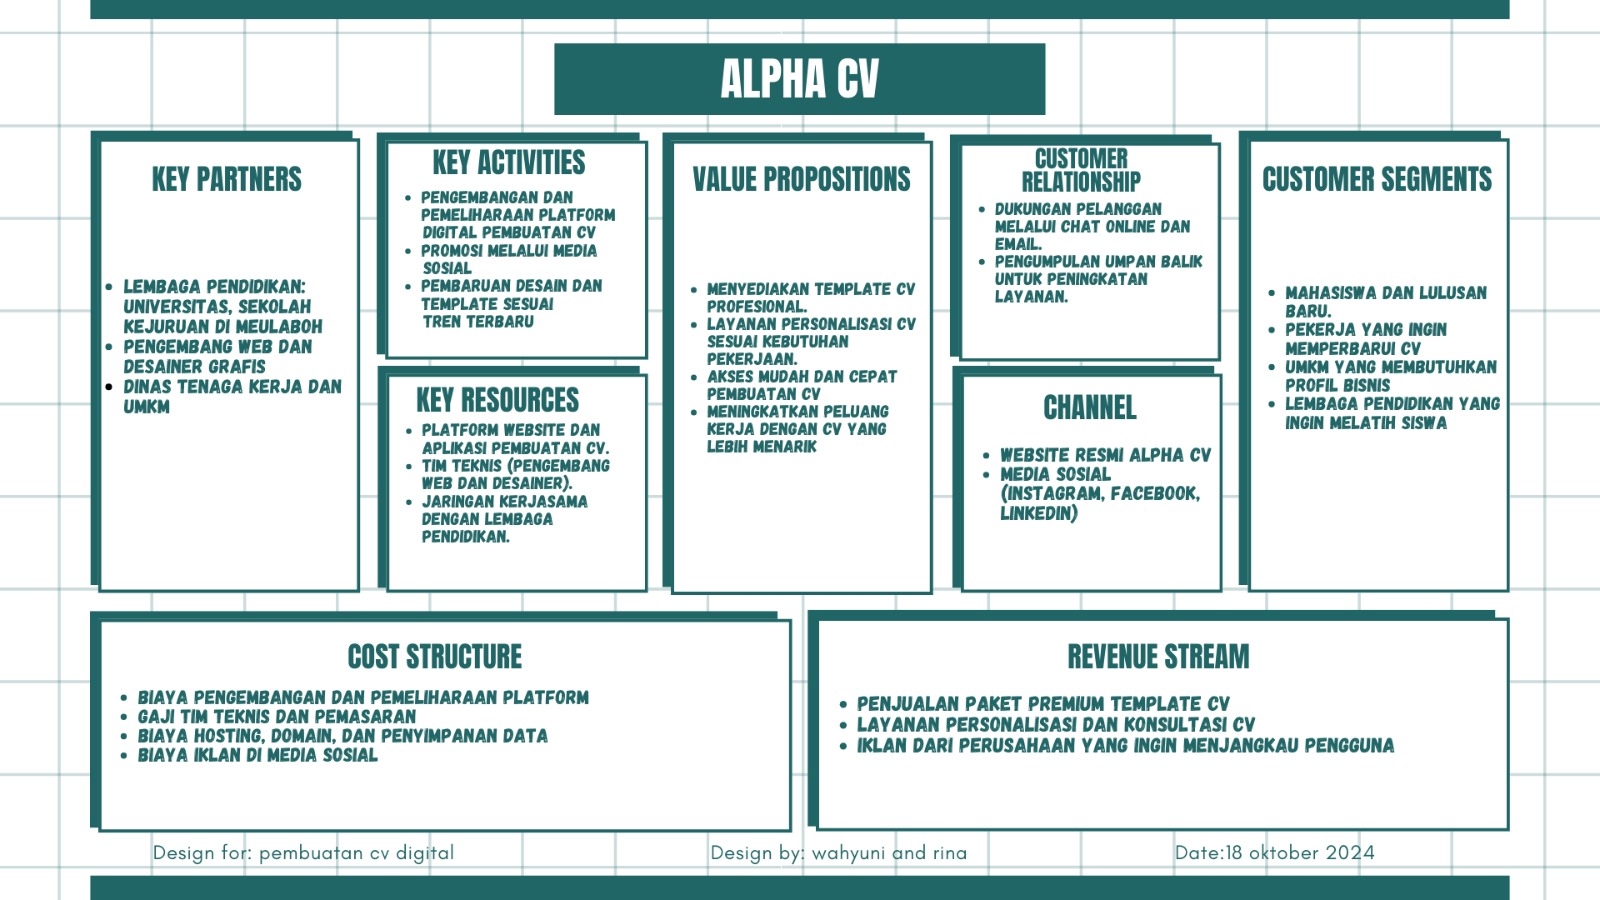 ALPHA CV
KEY PARTNERS
• LEMBAGA PENDIDIKAN:
UNIVERSITAS, SEKOLAH
KEJURUAN DI MEULABOH
• PENGEMBANG WEB DAN
DESAINER GRAFIS
• DINAS TENAGA KERJA DAN
UMKM
KEY ACTIVITIES
• PENGEMBANGAN DAN
PEMELIHARAAN PLATFORM
DIGITAL PEMBUATAN CV
• PROMOSI MELALUI MEDIA
SOSIAL
• PEMBARUAN DESAIN DAN
TEMPLATE SESUAI
TREN TERBARU
KEY RESOURCES
• PLATFORM WEBSITE DAN
APLIKASI PEMBUATAN CV.
• TIM TEKNIS (PENGEMBANG
WEB DAN DESAINER).
• JARINGAN KERJASAMA
DENGAN LEMBAGA
PENDIDIKAN.
VALUE PROPOSITIONS
• MENYEDIAKAN TEMPLATE CV
PROFESIONAL.
• LAYANAN PERSONALISASI CV
SESUAI KEBUTUHAN
PEKERJAAN.
• AKSES MUDAH DAN CEPAT
PEMBUATAN CV
• MENINGKATKAN PELUANG
KERJA DENGAN CV YANG
LEBIH MENARIK
CUSTOMER
RELATIONSHIP
• DUKUNGAN PELANGGAN
MELALUI CHAT ONLINE DAN
EMAIL.
• PENGUMPULAN UMPAN BALIK
UNTUK PENINGKATAN
LAYANAN.
CHANNEL
• WEBSITE RESMI ALPHA CV
• MEDIA SOSIAL
(INSTAGRAM, FACEBOOK,
LINKEDIN)
CUSTOMER SEGMENTS
• MAHASISWA DAN LULUSAN
BARU.
• PEKERJA YANG INGIN
MEMPERBARUI CV
• UMKM YANG MEMBUTUHKAN
PROFIL BISNIS
• LEMBAGA PENDIDIKAN YANG
INGIN MELATIH SISWA
COST STRUCTURE
• BIAYA PENGEMBANGAN DAN PEMELIHARAAN PLATFORM
• GAJI TIM TEKNIS DAN PEMASARAN
• BIAYA HOSTING, DOMAIN, DAN PENYIMPANAN DATA
• BIAYA IKLAN DI MEDIA SOSIAL
REVENUE STREAM
• PENJUALAN PAKET PREMIUM TEMPLATE CV
• LAYANAN PERSONALISASI DAN KONSULTASI CV
• IKLAN DARI PERUSAHAAN YANG INGIN MENJANGKAU PENGGUNA
Design for: pembuatan cv digital
Design by: wahyuni and rina
Date:18 oktober 2024